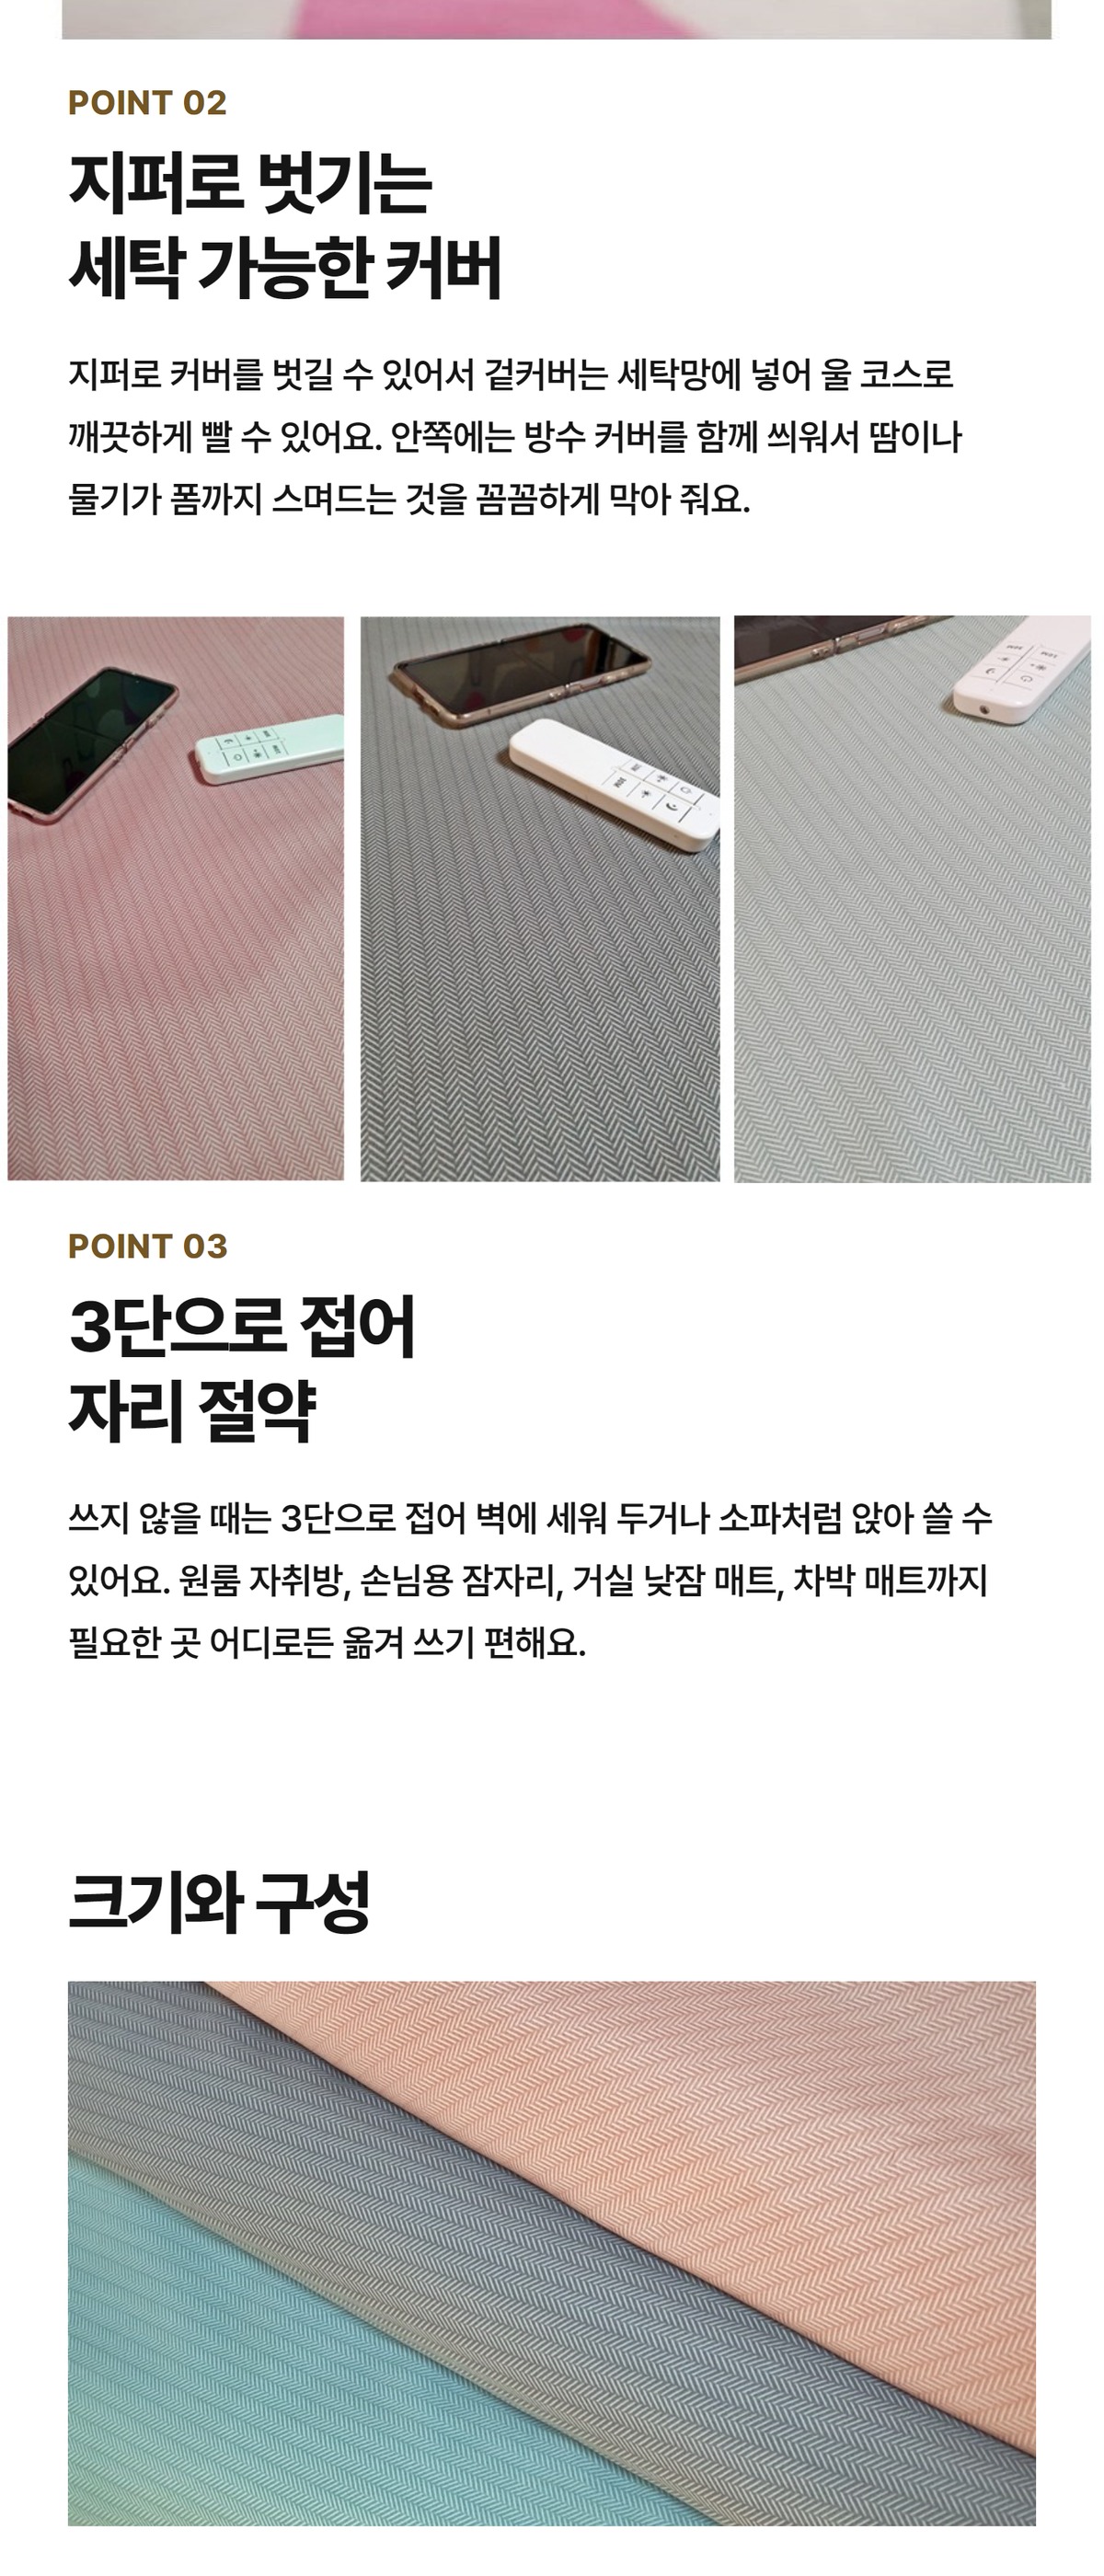 POINT 02
지퍼로 벗기는
세탁 가능한 커버
지퍼로 커버를 벗길 수 있어서 겉커버는 세탁망에 넣어 울 코스로
깨끗하게 빨 수 있어요. 안쪽에는 방수 커버를 함께 씌워서 땀이나
물기가 폼까지 스며드는 것을 꼼꼼하게 막아 줘요.
POINT 03
3단으로 접어
자리 절약
쓰지 않을 때는 3단으로 접어 벽에 세워 두거나 소파처럼 앉아 쓸 수
있어요. 원룸 자취방, 손님용 잠자리, 거실 낮잠 매트, 차박 매트까지
필요한 곳 어디로든 옮겨 쓰기 편해요.
크기와 구성